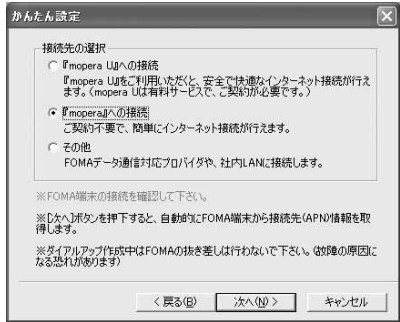 かんたん設定
接続先の選択
『mopera U』への接続
『mopera U』をご利用いただくと、安全で快適なインターネット接続が行え
ます。(mopera Uは有料サービスで、ご契約が必要です。)
『mopera』への接続
ご契約不要で、簡単にインターネット接続が行えます。
その他
FOMAデータ通信対応プロバイダや、社内LANに接続します。
※FOMA端末の接続を確認して下さい。
※[次へ]ボタンを押下すると、自動的にFOMA端末から接続先(APN)情報を取
得します。
※ダイアルアップ作成中はFOMAの抜き差しは行わないで下さい。(故障の原因に
なる恐れがあります)
< 戻る(B) 次へ(N) > キャンセル